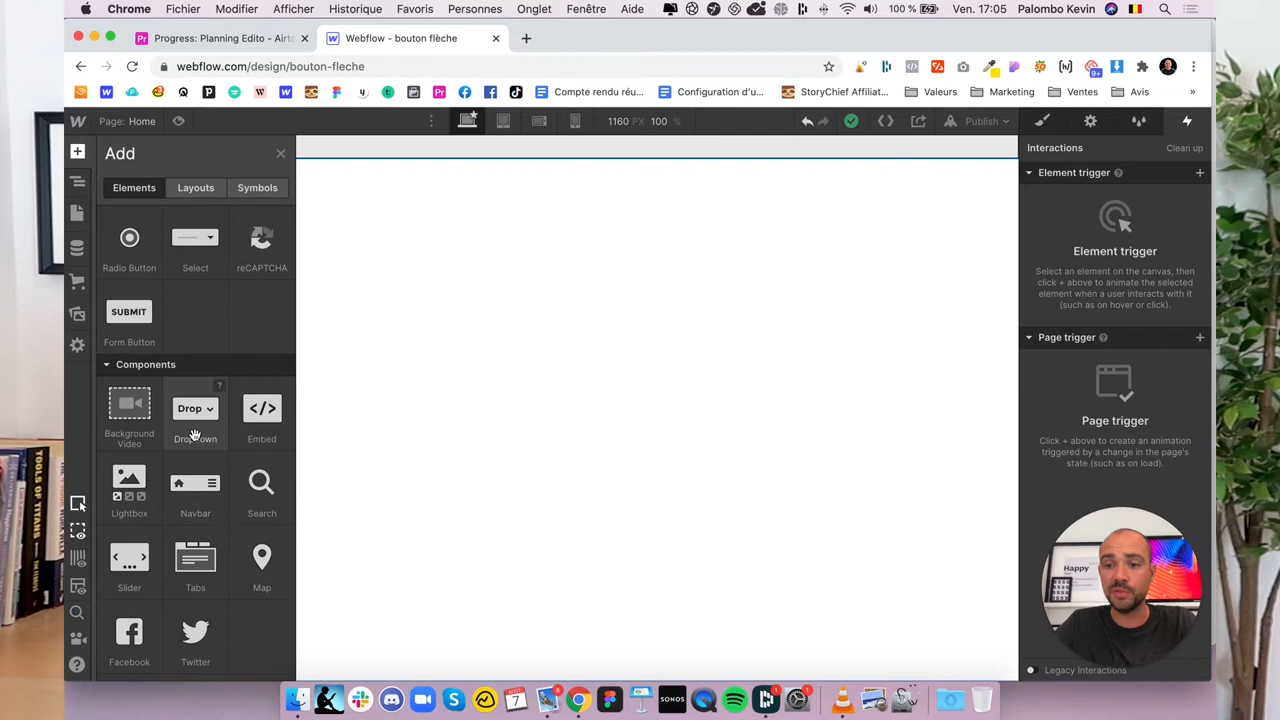 Chrome Fichier Modifier Afficher Historique Favoris Personnes Onglet Fenêtre Aide 100 % Ven. 17:05 Palombo Kevin
Progress: Planning Edito - Airta
Webflow - bouton flèche
webflow.com/design/bouton-fleche
Compte rendu réu... Configuration d'u... StoryChief Affiliat... Valeurs Marketing Ventes Avis »
Page: Home 1160 PX 100 % Publish
Add
Interactions Clean up
Elements Layouts Symbols
Element trigger
Radio Button Select reCAPTCHA
Element trigger
Select an element on the canvas, then
click + above to animate the selected
element when a user interacts with it
(such as on hover or click).
SUBMIT
Form Button
Page trigger
Components
Drop
Background
Video
Dropdown
Embed
Page trigger
Click + above to create an animation
triggered by a change in the page's
state (such as on load).
Lightbox Navbar Search
Slider Tabs Map
Facebook Twitter
Happy
Legacy Interactions
TOOLS OF TITANS
SONOS